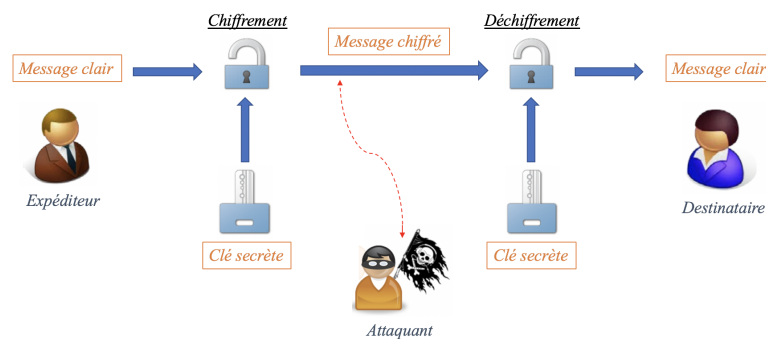 Chiffrement
Déchiffrement
Message clair
Message chiffré
Message clair
Expéditeur
Destinataire
Clé secrète
Clé secrète
Attaquant